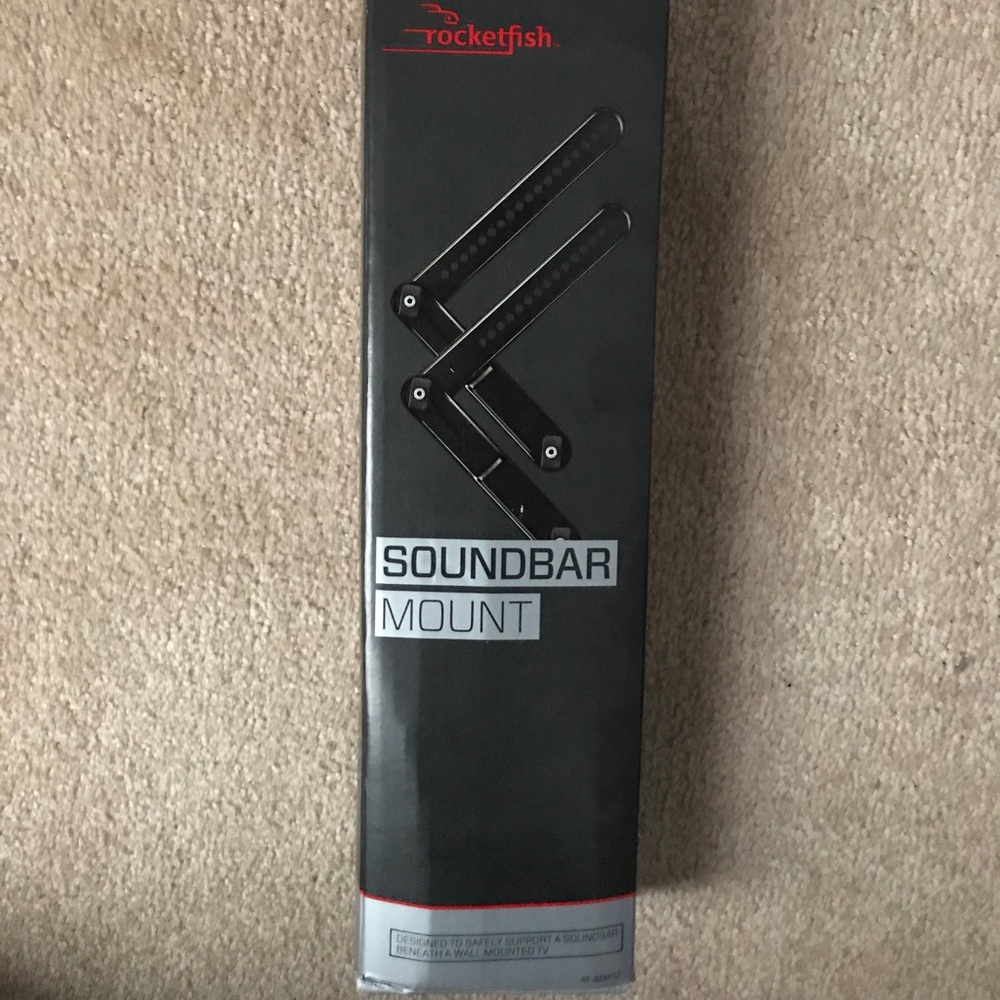 rocketfish
SOUNDBAR
MOUNT
DESIGNED TO SAFELY SUPPORT A SOUNDBAR
BENEATH A WALL MOUNTED TV